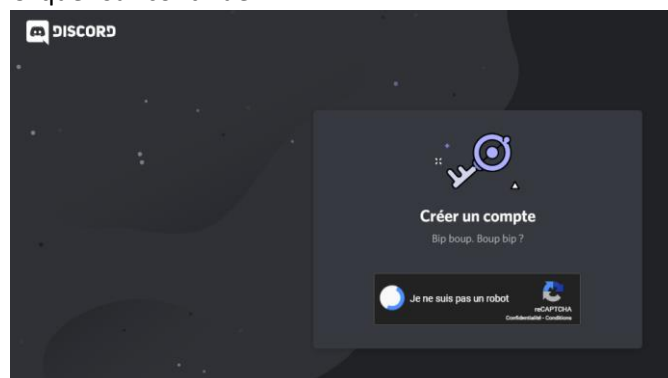 DISCORD
Créer un compte
Bip boup. Boup bip ?
Je ne suis pas un robot
reCAPTCHA
Confidentialité - Conditions